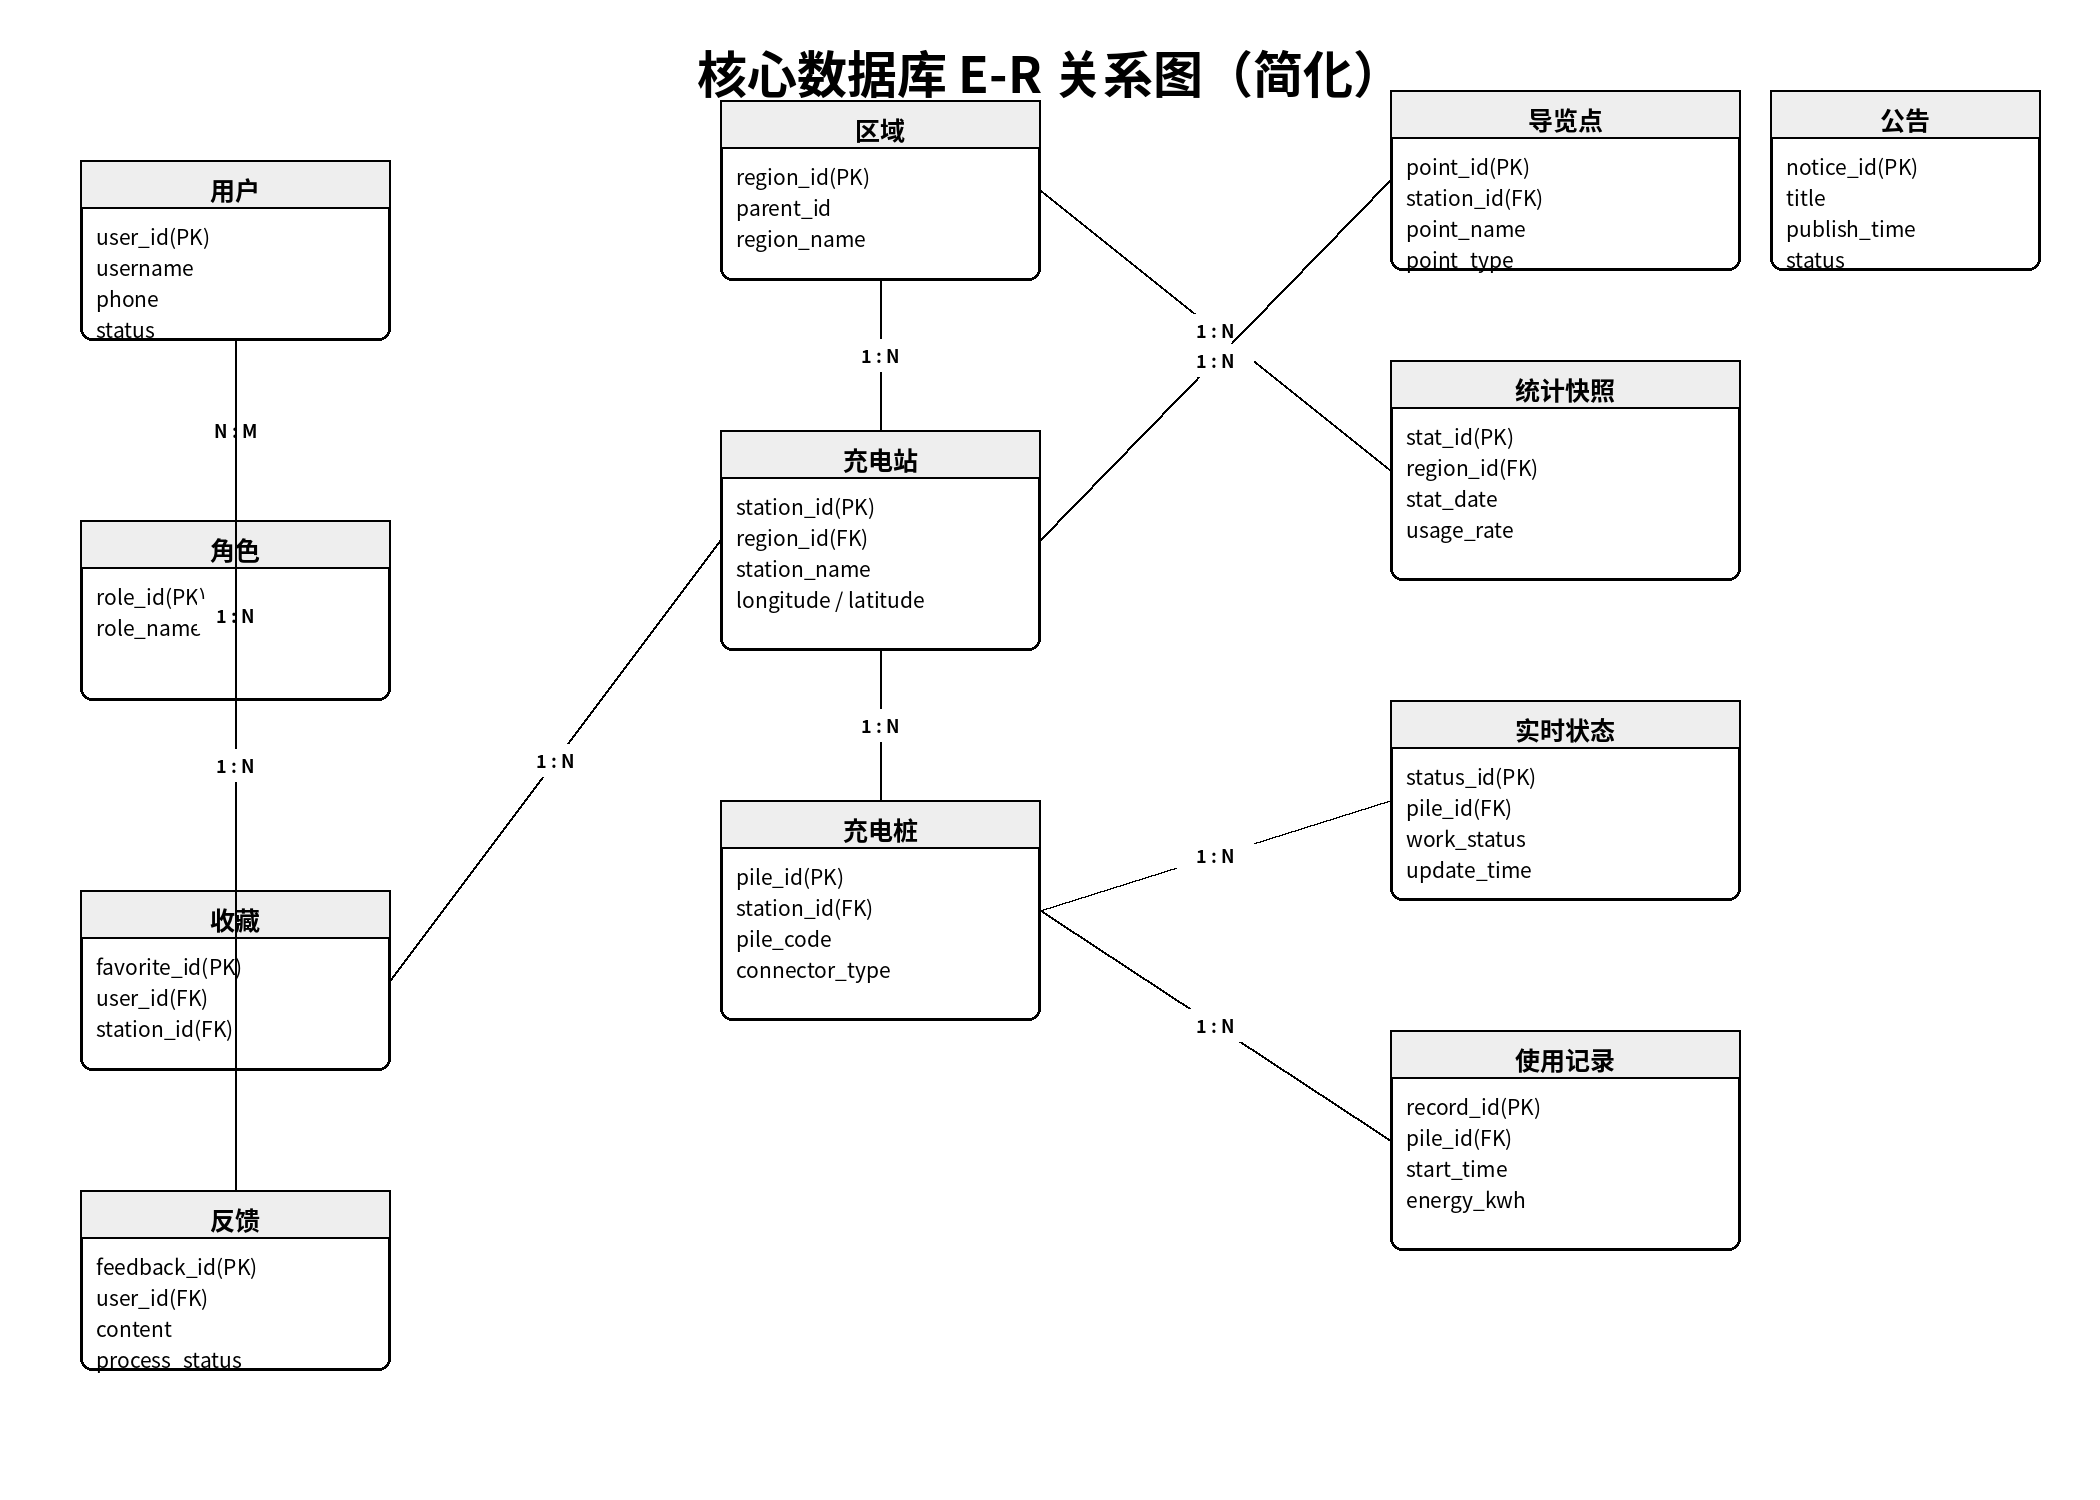 核心数据库 E-R 关系图（简化）
用户
user_id(PK)
username
phone
status
N : M
角色
role_id(PK)
role_name
1 : N
1 : N
收藏
favorite_id(PK)
user_id(FK)
station_id(FK)
反馈
feedback_id(PK)
user_id(FK)
content
process_status
1 : N
区域
region_id(PK)
parent_id
region_name
1 : N
充电站
station_id(PK)
region_id(FK)
station_name
longitude / latitude
1 : N
充电桩
pile_id(PK)
station_id(FK)
pile_code
connector_type
1 : N
1 : N
1 : N
1 : N
导览点
point_id(PK)
station_id(FK)
point_name
point_type
统计快照
stat_id(PK)
region_id(FK)
stat_date
usage_rate
实时状态
status_id(PK)
pile_id(FK)
work_status
update_time
使用记录
record_id(PK)
pile_id(FK)
start_time
energy_kwh
公告
notice_id(PK)
title
publish_time
status